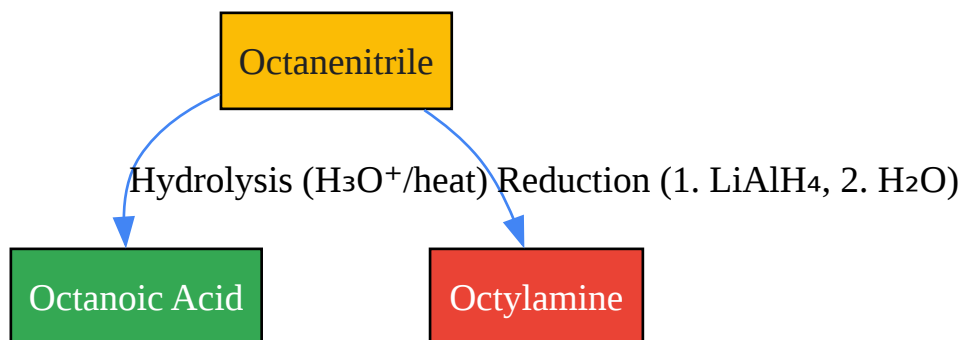 Octanenitrile
Hydrolysis (H₃O⁺/heat)
Reduction (1. LiAlH₄, 2. H₂O)
Octanoic Acid
Octylamine